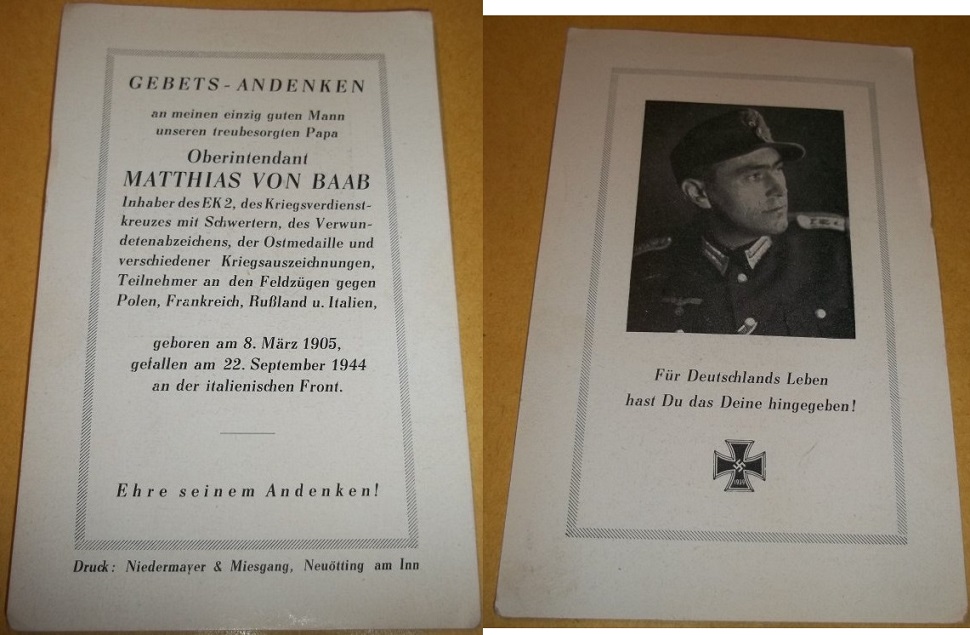 GEBETS-ANDENKEN
an meinen einzig guten Mann
unseren treubesorgten Papa
Oberintendant
MATTHIAS VON BAAB
Inhaber des EK 2, des Kriegsverdienst-
kreuzes mit Schwertern, des Verwun-
detenabzeichens, der Ostmedaille und
verschiedener Kriegsauszeichnungen,
Teilnehmer an den Feldzügen gegen
Polen, Frankreich, Rußland u. Italien,
geboren am 8. März 1905,
gefallen am 22. September 1944
an der italienischen Front.
Ehre seinem Andenken!
Druck: Niedermayer & Miesgang, Neuötting am Inn
Für Deutschlands Leben
hast Du das Deine hingegeben!
1939